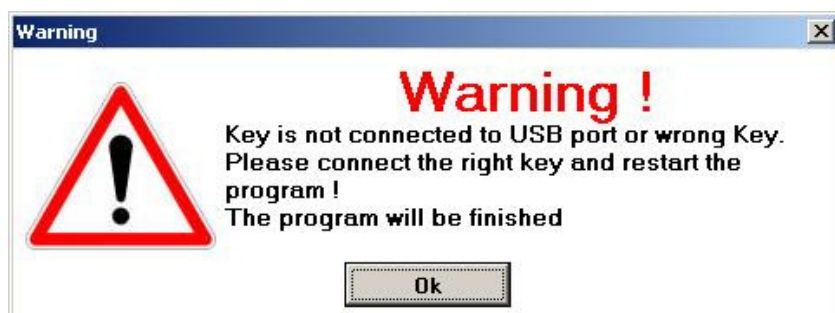 Warning
Warning !
Key is not connected to USB port or wrong Key.
Please connect the right key and restart the
program !
The program will be finished
Ok